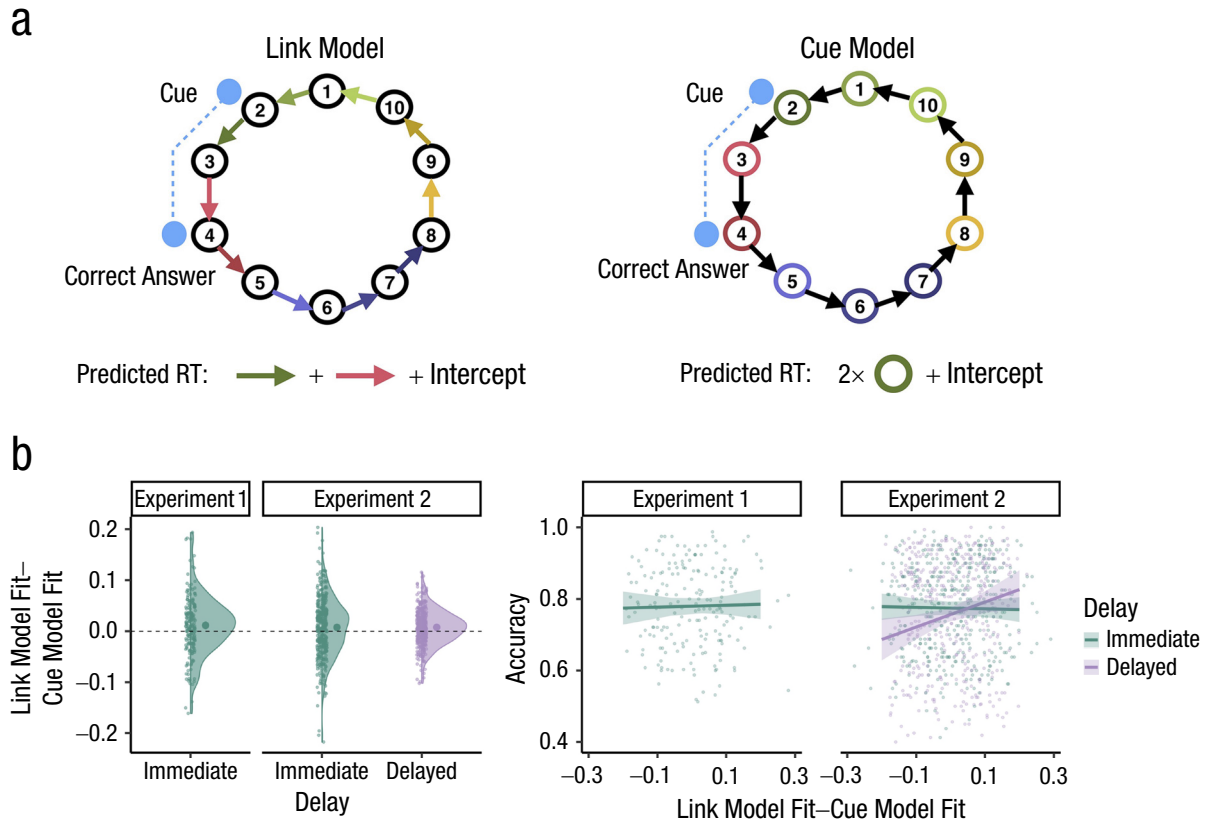 a
Link Model
Cue
1
2
3
4
5
6
7
8
9
10
Correct Answer
Predicted RT: + + Intercept
Cue Model
Cue
1
2
3
4
5
6
7
8
9
10
Correct Answer
Predicted RT: 2× + Intercept
b
Experiment 1
Experiment 2
Link Model Fit–
Cue Model Fit
0.2
0.1
0.0
−0.1
−0.2
Immediate
Immediate
Delayed
Delay
Experiment 1
Experiment 2
Accuracy
1.0
0.8
0.6
0.4
−0.3
−0.1
0.1
0.3
−0.3
−0.1
0.1
0.3
Link Model Fit–Cue Model Fit
Delay
Immediate
Delayed